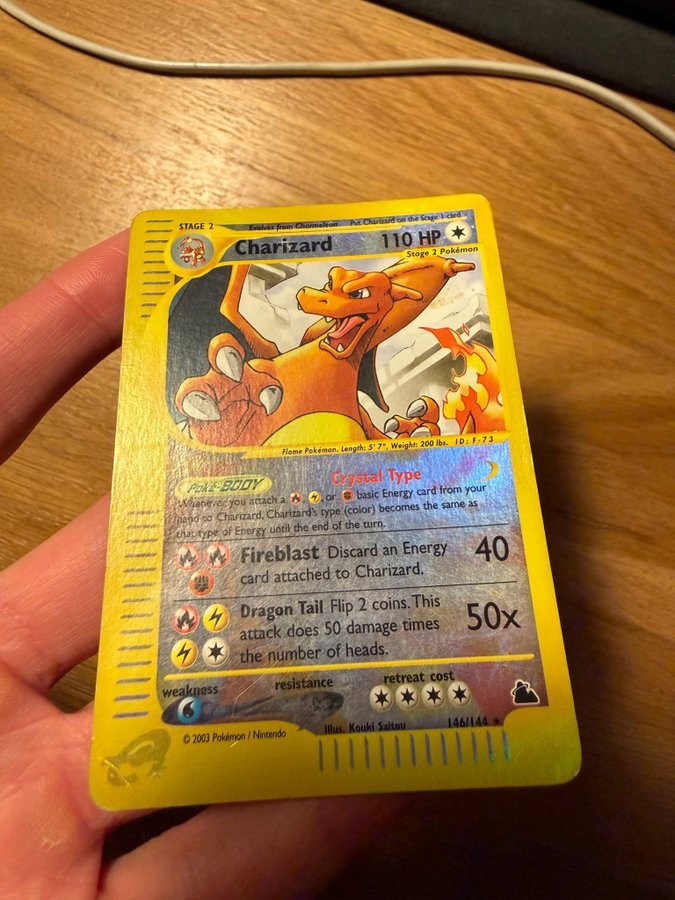 STAGE 2
Evolves from Charmeleon
Put Charizard on the Stage 1 card
Charizard 110 HP
Stage 2 Pokémon
Flame Pokémon. Length: 5' 7", Weight: 200 lbs. ID: F-73
Poké-BODY
Crystal Type
Whenever you attach a , , or basic Energy card from your
hand to Charizard, Charizard's type (color) becomes the same as
that type of Energy until the end of the turn.
Fireblast Discard an Energy 40
card attached to Charizard.
Dragon Tail Flip 2 coins. This 50x
attack does 50 damage times
the number of heads.
weakness resistance retreat cost
Illus. Kouki Saitou 146/144 ★
© 2003 Pokémon / Nintendo